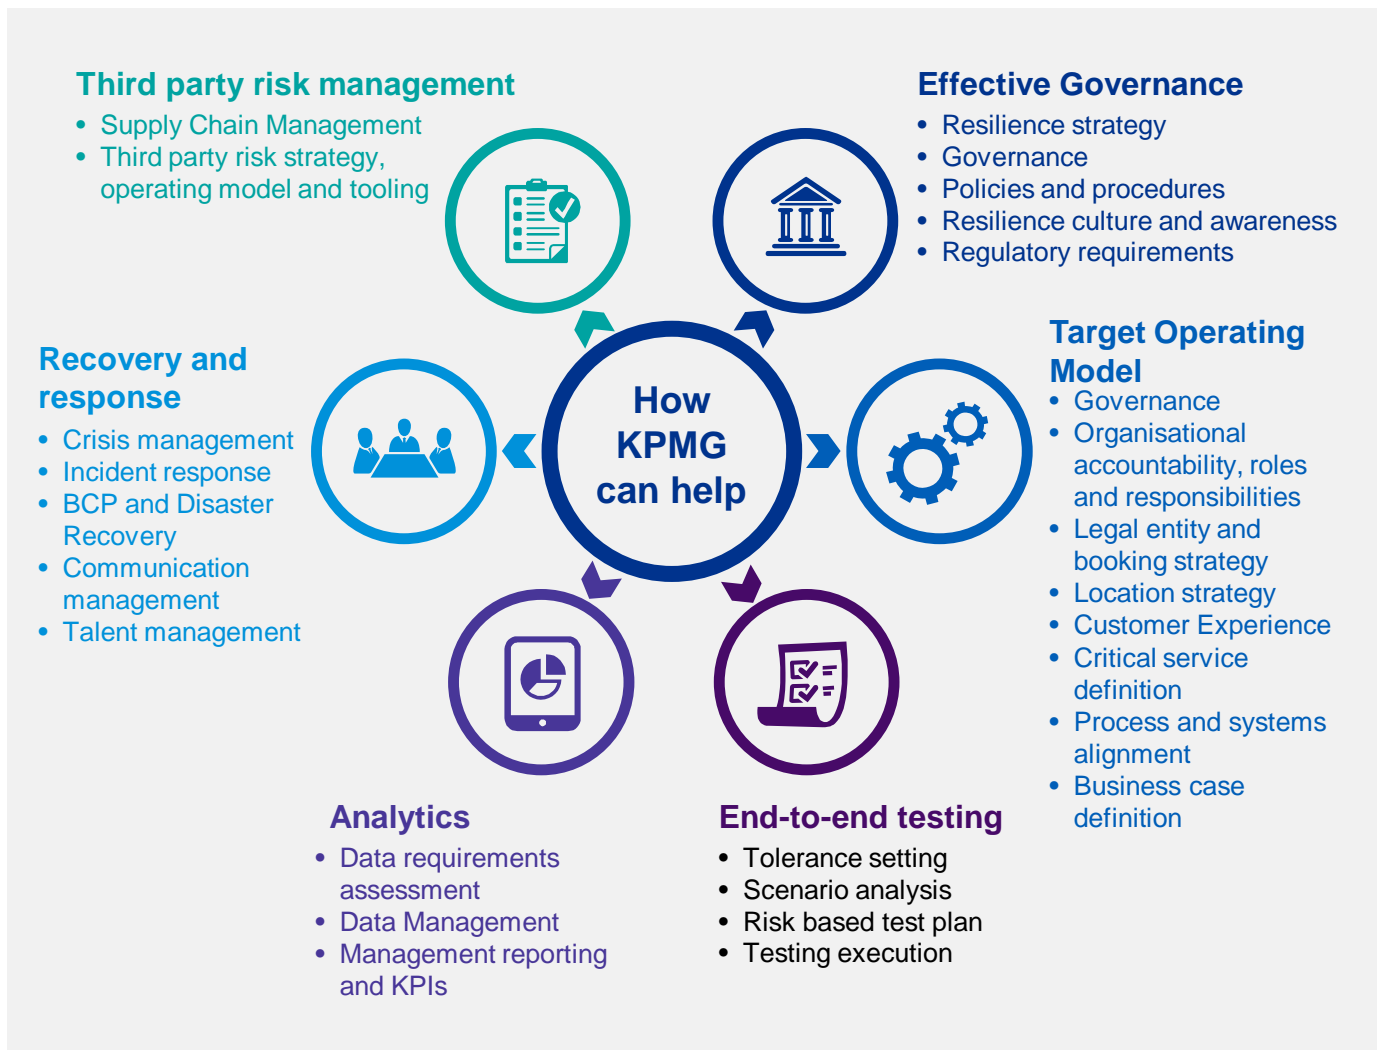 Third party risk management
• Supply Chain Management
• Third party risk strategy,
operating model and tooling
Effective Governance
• Resilience strategy
• Governance
• Policies and procedures
• Resilience culture and awareness
• Regulatory requirements
Recovery and
response
• Crisis management
• Incident response
• BCP and Disaster
Recovery
• Communication
management
• Talent management
How
KPMG
can help
Target Operating
Model
• Governance
• Organisational
accountability, roles
and responsibilities
• Legal entity and
booking strategy
• Location strategy
• Customer Experience
• Critical service
definition
• Process and systems
alignment
• Business case
definition
Analytics
• Data requirements
assessment
• Data Management
• Management reporting
and KPIs
End-to-end testing
• Tolerance setting
• Scenario analysis
• Risk based test plan
• Testing execution